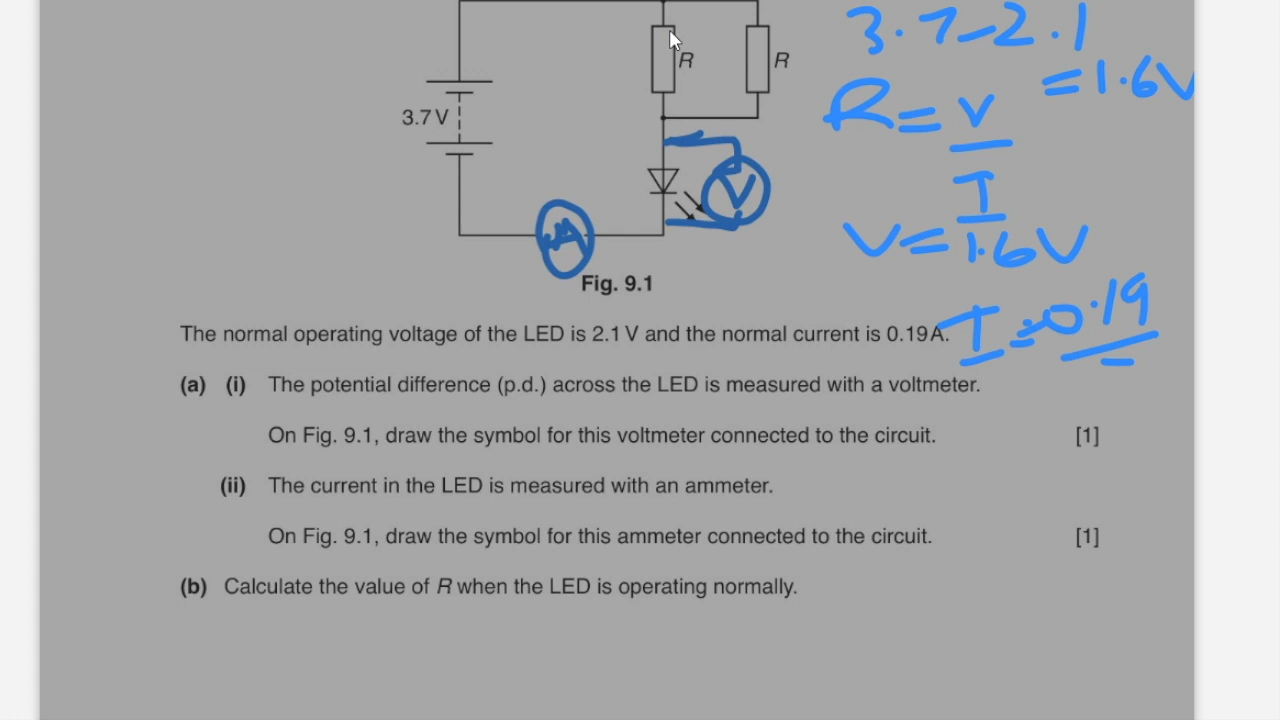 3.7-2.1
= 1.6V
R = V
I
R
R
3.7 V
V
A
V = 1.6V
I = 0.19
Fig. 9.1
The normal operating voltage of the LED is 2.1 V and the normal current is 0.19 A.
(a) (i) The potential difference (p.d.) across the LED is measured with a voltmeter.
On Fig. 9.1, draw the symbol for this voltmeter connected to the circuit. [1]
(ii) The current in the LED is measured with an ammeter.
On Fig. 9.1, draw the symbol for this ammeter connected to the circuit. [1]
(b) Calculate the value of R when the LED is operating normally.